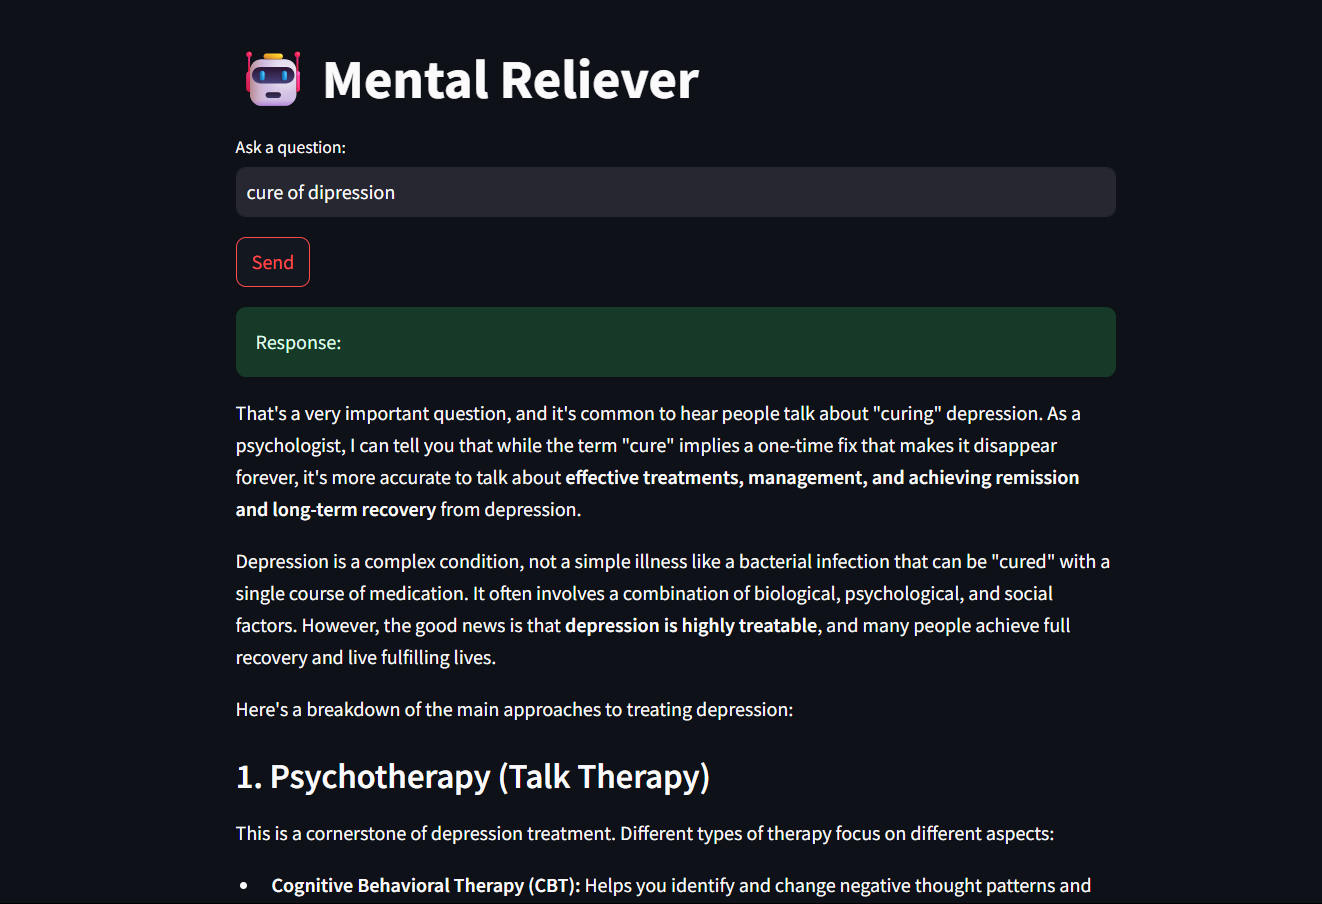 Mental Reliever
Ask a question:
cure of dipression
Send
Response:
That's a very important question, and it's common to hear people talk about "curing" depression. As a
psychologist, I can tell you that while the term "cure" implies a one-time fix that makes it disappear
forever, it's more accurate to talk about effective treatments, management, and achieving remission
and long-term recovery from depression.
Depression is a complex condition, not a simple illness like a bacterial infection that can be "cured" with a
single course of medication. It often involves a combination of biological, psychological, and social
factors. However, the good news is that depression is highly treatable, and many people achieve full
recovery and live fulfilling lives.
Here's a breakdown of the main approaches to treating depression:
1. Psychotherapy (Talk Therapy)
This is a cornerstone of depression treatment. Different types of therapy focus on different aspects:
• Cognitive Behavioral Therapy (CBT): Helps you identify and change negative thought patterns and